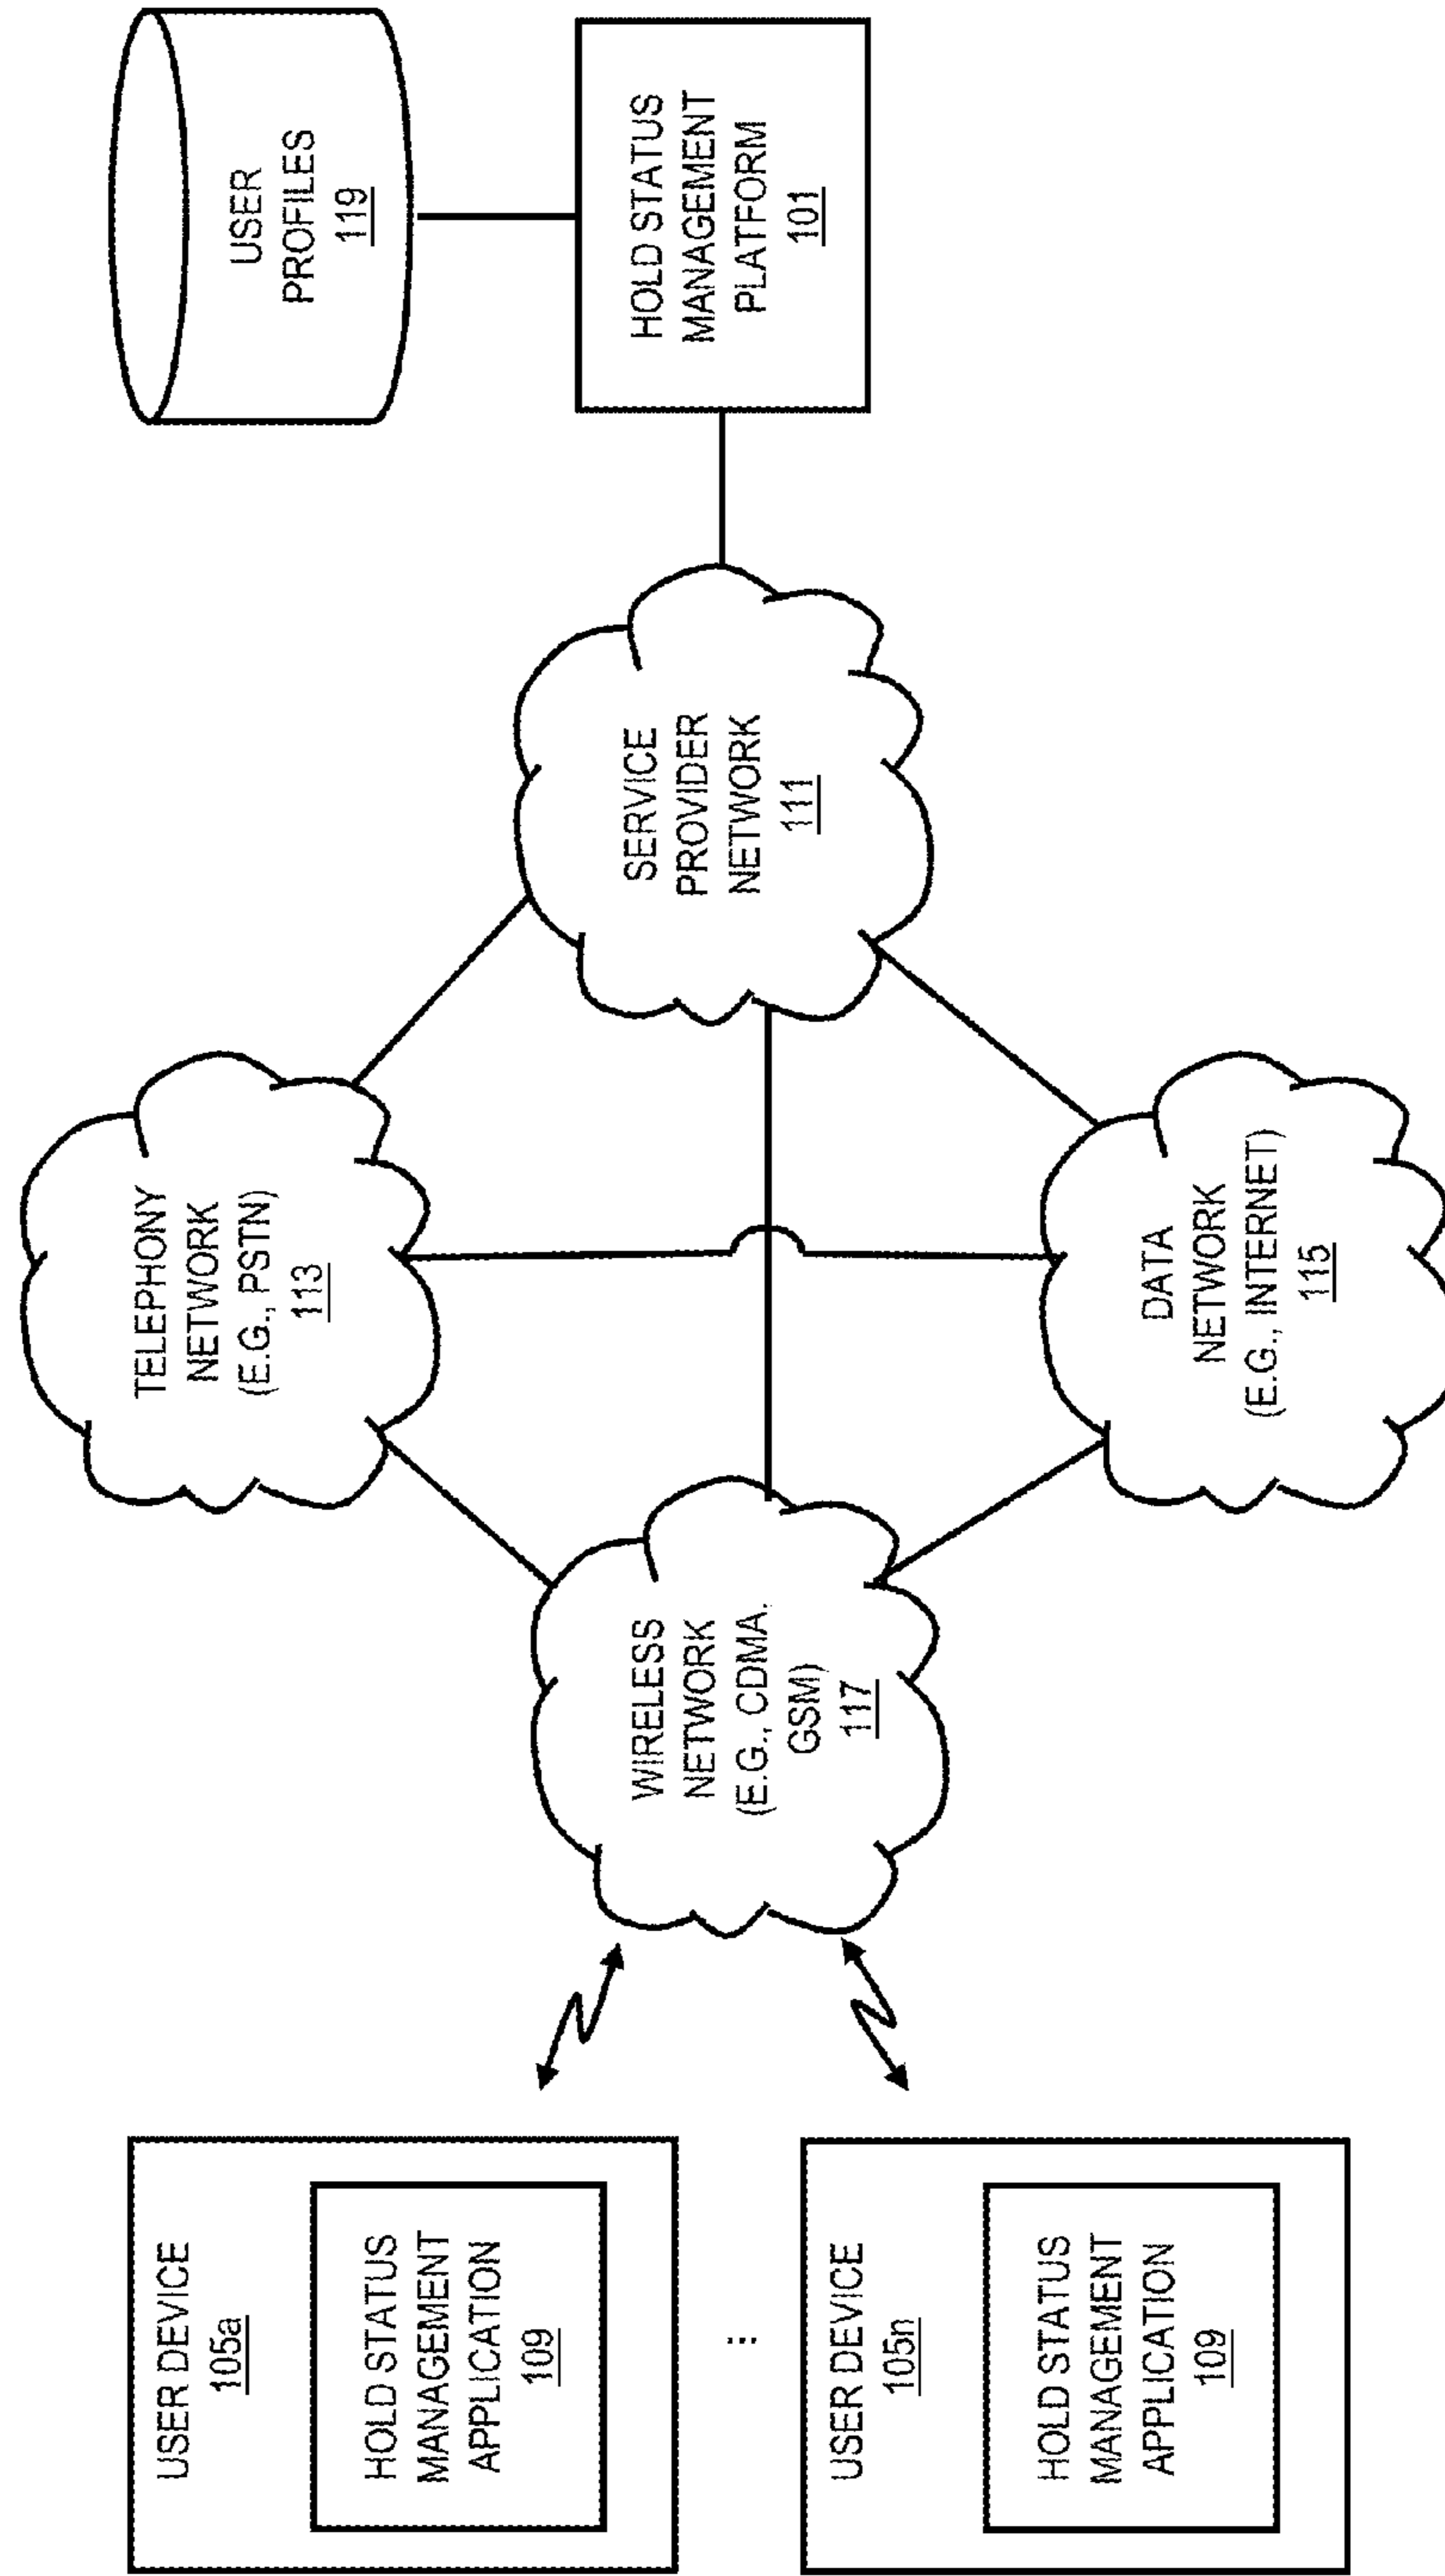 USER DEVICE
105a
HOLD STATUS
MANAGEMENT
APPLICATION
109
...
USER DEVICE
105n
HOLD STATUS
MANAGEMENT
APPLICATION
109
WIRELESS
NETWORK
(E.G., CDMA,
GSM)
117
TELEPHONY
NETWORK
(E.G., PSTN)
113
DATA
NETWORK
(E.G., INTERNET)
115
SERVICE
PROVIDER
NETWORK
111
USER
PROFILES
119
HOLD STATUS
MANAGEMENT
PLATFORM
101